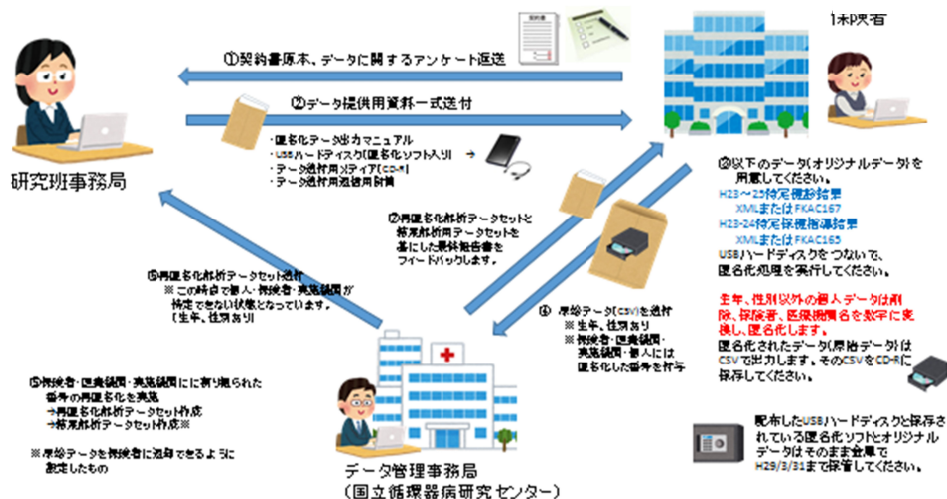 保険者
①契約書原本、データに関するアンケート返送
②データ提供用資料一式送付
・匿名化データ出力マニュアル
・USBハードディスク(匿名化ソフト入り) →
・データ送付用メディア(CD-R)
・データ送付用返信用封筒
研究班事務局
③以下のデータ(オリジナルデータ)を
用意してください。
H23～25特定健診結果
XMLまたはFKAC167
H23-24特定保健指導結果
XMLまたはFKAC165
USBハードディスクをつないで、
匿名化処理を実行してください。
生年、性別以外の個人データは削
除、保険者、医療機関名を数字に変
換し、匿名化します。
匿名化されたデータ(原始データ)は
CSVで出力します、そのCSVをCD-Rに
保存してください。
配布したUSBハードディスクと保存さ
れている匿名化ソフトとオリジナル
データはそのまま金庫で
H29/3/31まで保管してください。
⑦再匿名化解析データセットと
結果解析用データセットを
基にした最終報告書を
フィードバックします。
⑥再匿名化解析データセット送付
※この時点で個人・保険者・実施機関が
特定できない状態となっています。
(生年、性別あり)
④ 原始データ(CSV)を送付
※生年、性別あり
※保険者・医療機関・
実施機関・個人には
匿名化した番号を付与
⑤保険者・医療機関・実施機関にに割り振られた
番号の再匿名化を実施
→再匿名化解析データセット作成
→結果解析データセット作成※
※原始データを保険者に返却できるように
設定したもの
データ管理事務局
(国立循環器病研究センター)